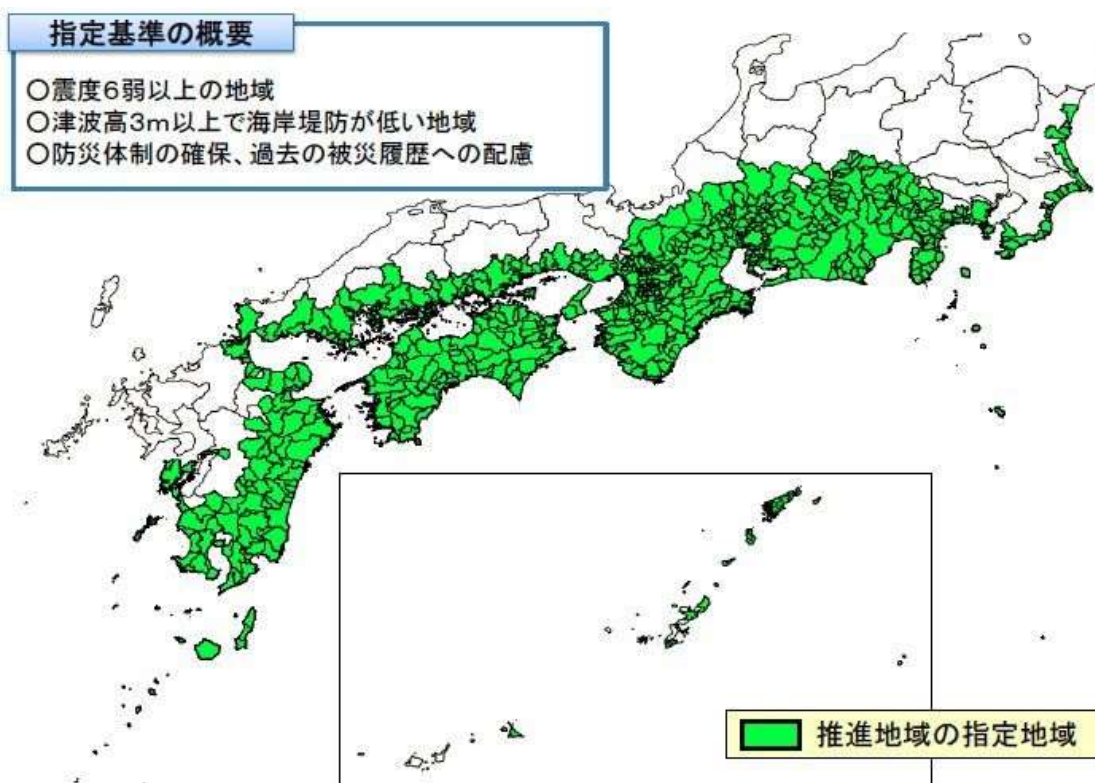 指定基準の概要
○震度6弱以上の地域
○津波高3m以上で海岸堤防が低い地域
○防災体制の確保、過去の被災履歴への配慮
推進地域の指定地域